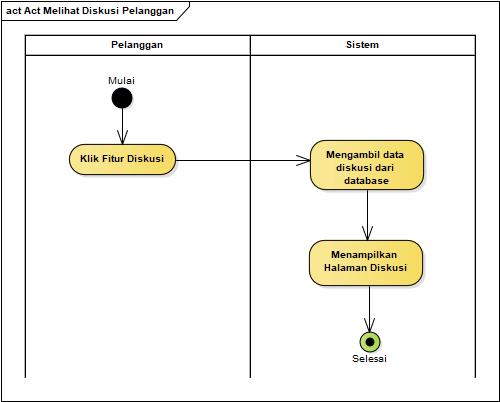 act Act Melihat Diskusi Pelanggan
Pelanggan
Sistem
Mulai
Klik Fitur Diskusi
Mengambil data
diskusi dari
database
Menampilkan
Halaman Diskusi
Selesai